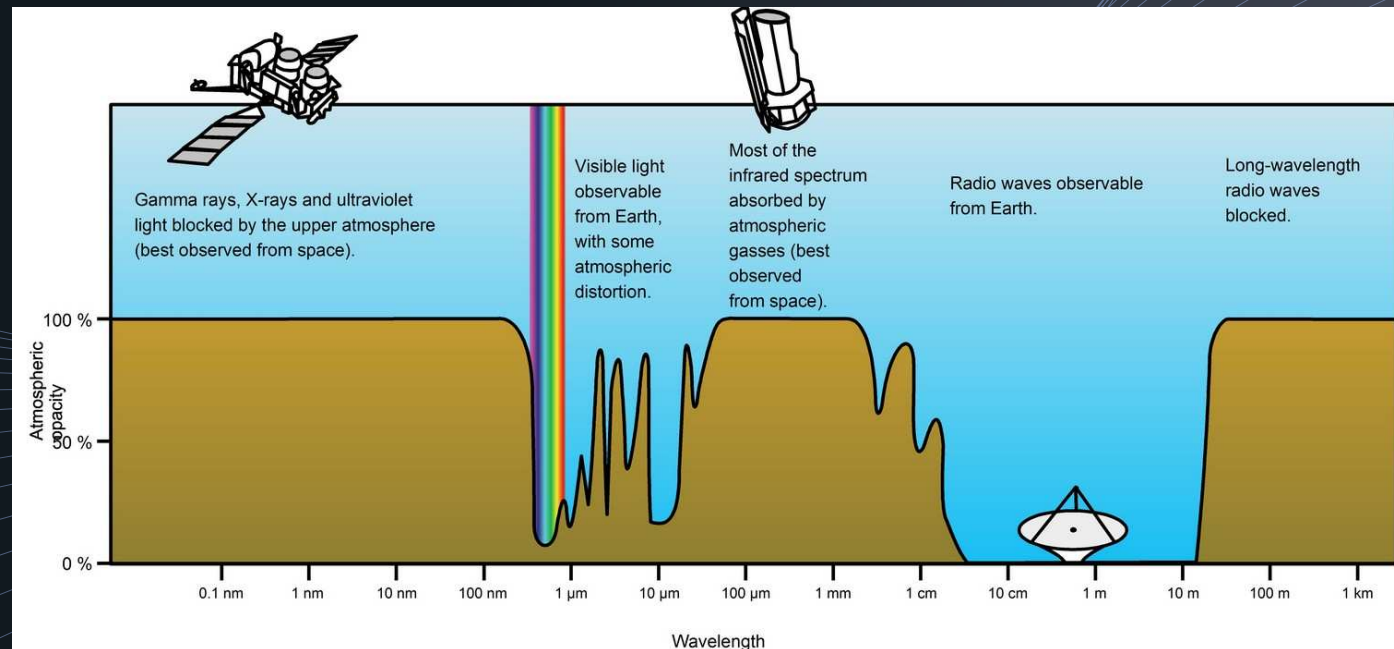 Gamma rays, X-rays and ultraviolet
light blocked by the upper atmosphere
(best observed from space).
Visible light
observable
from Earth,
with some
atmospheric
distortion.
Most of the
infrared spectrum
absorbed by
atmospheric
gasses (best
observed
from space).
Radio waves observable
from Earth.
Long-wavelength
radio waves
blocked.
Atmospheric
opacity
100 %
50 %
0 %
0.1 nm
1 nm
10 nm
100 nm
1 μm
10 μm
100 μm
1 mm
1 cm
10 cm
1 m
10 m
100 m
1 km
Wavelength